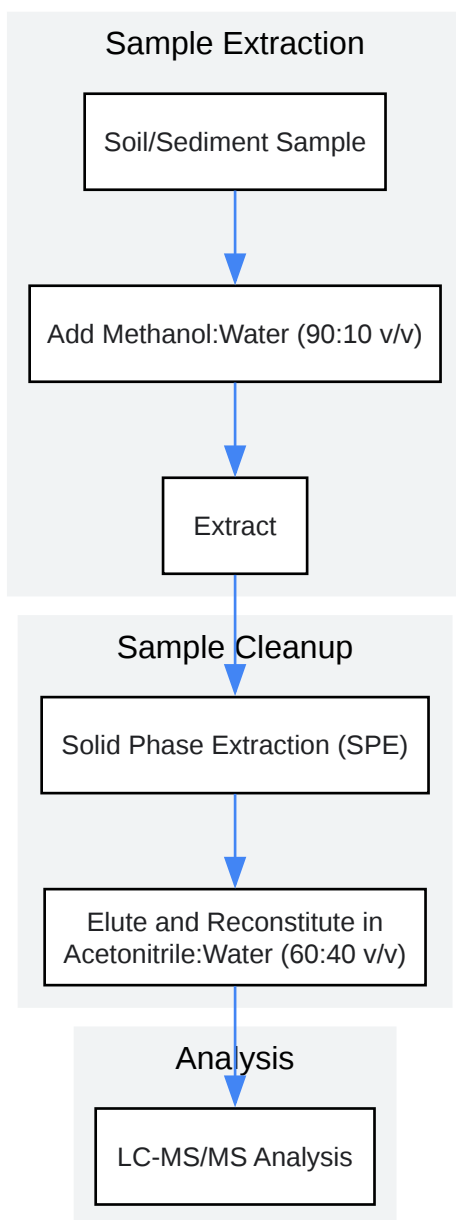 Sample Extraction
Soil/Sediment Sample
Add Methanol:Water (90:10 v/v)
Extract
Sample Cleanup
Solid Phase Extraction (SPE)
Elute and Reconstitute in
Acetonitrile:Water (60:40 v/v)
Analysis
LC-MS/MS Analysis